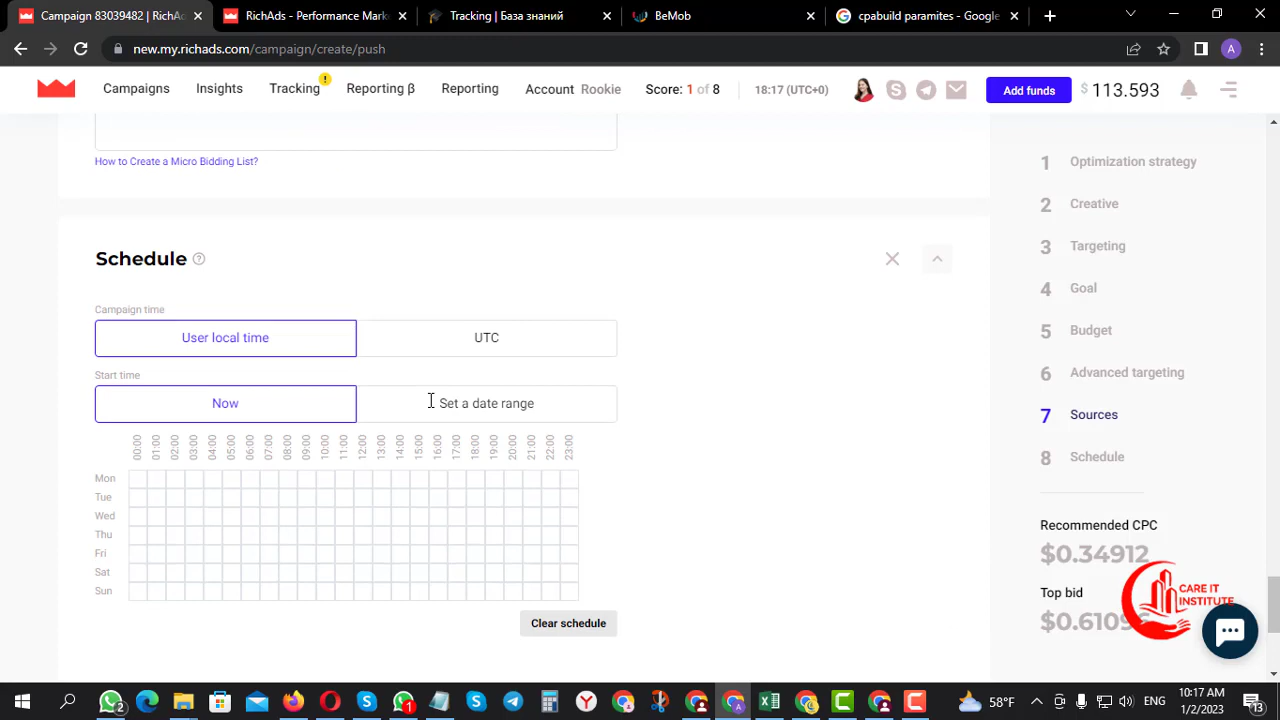 Campaign 83039482 | RichAd
RichAds - Performance Mark
Tracking | База знаний
BeMob
cpabuild paramites - Google
new.my.richads.com/campaign/create/push
A
Campaigns
Insights
Tracking
Reporting β
Reporting
Account Rookie
Score: 1 of 8
18:17 (UTC+0)
Add funds
$ 113.593
How to Create a Micro Bidding List?
Schedule
Campaign time
User local time
UTC
Start time
Now
Set a date range
00:00 01:00 02:00 03:00 04:00 05:00 06:00 07:00 08:00 09:00 10:00 11:00 12:00 13:00 14:00 15:00 16:00 17:00 18:00 19:00 20:00 21:00 22:00 23:00
Mon
Tue
Wed
Thu
Fri
Sat
Sun
Clear schedule
1 Optimization strategy
2 Creative
3 Targeting
4 Goal
5 Budget
6 Advanced targeting
7 Sources
8 Schedule
Recommended CPC
$0.34912
Top bid
$0.6109
CARE IT
INSTITUTE
58°F
ENG
10:17 AM
1/2/2023
13